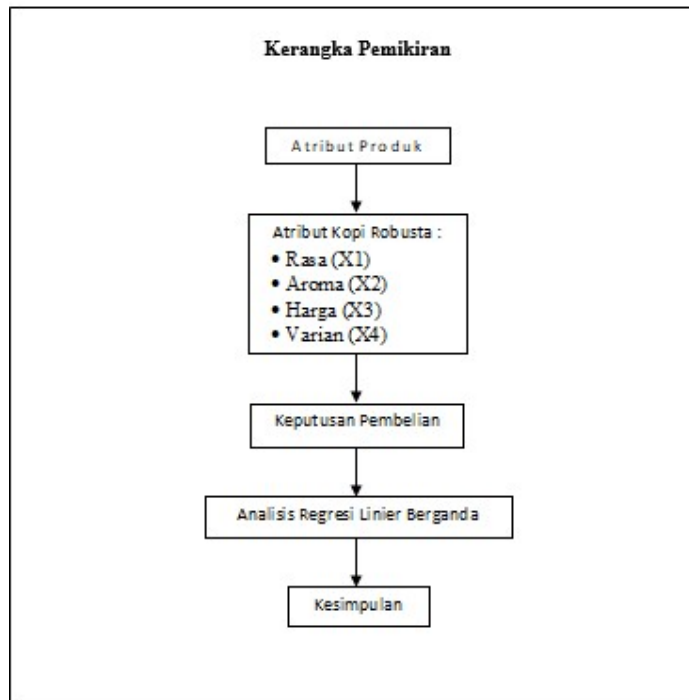 Kerangka Pemikiran
Atribut Produk
Atribut Kopi Robusta :
• Rasa (X1)
• Aroma (X2)
• Harga (X3)
• Varian (X4)
Keputusan Pembelian
Analisis Regresi Linier Berganda
Kesimpulan